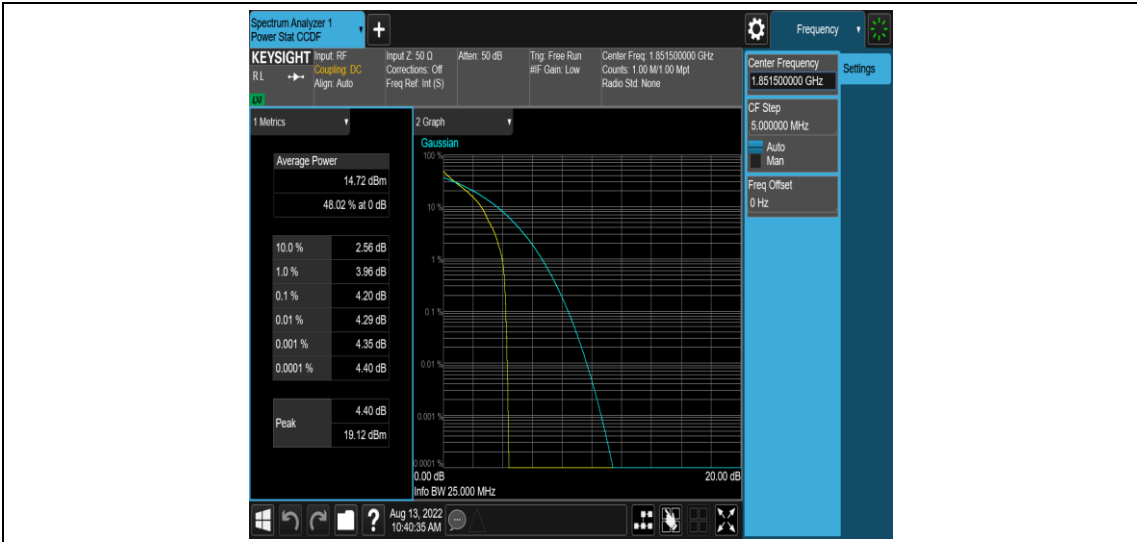 Spectrum Analyzer 1
Power Stat CCDF
+
Frequency
KEYSIGHT
RL
LXI
Input: RF
Coupling: DC
Align: Auto
Input Z: 50 Ω
Corrections: Off
Freq Ref: Int (S)
Atten: 50 dB
Trig: Free Run
#IF Gain: Low
Center Freq: 1.851500000 GHz
Counts: 1.00 M/1.00 Mpt
Radio Std: None
Center Frequency
1.851500000 GHz
Settings
CF Step
5.000000 MHz
Auto
Man
Freq Offset
0 Hz
1 Metrics
Average Power
14.72 dBm
48.02 % at 0 dB
10.0 % 2.56 dB
1.0 % 3.96 dB
0.1 % 4.20 dB
0.01 % 4.29 dB
0.001 % 4.35 dB
0.0001 % 4.40 dB
Peak
4.40 dB
19.12 dBm
2 Graph
Gaussian
100 %
10 %
1 %
0.1 %
0.01 %
0.001 %
0.0001 %
0.00 dB 20.00 dB
Info BW 25.000 MHz
?
Aug 13, 2022
10:40:35 AM